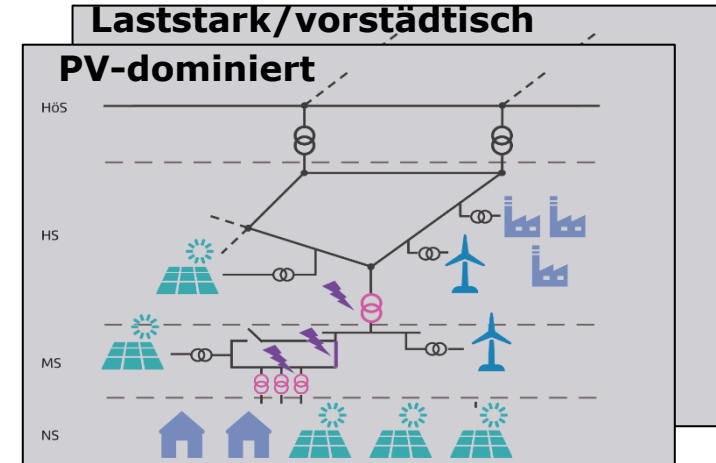 Laststark/vorstädtisch
PV-dominiert
HöS
HS
MS
NS